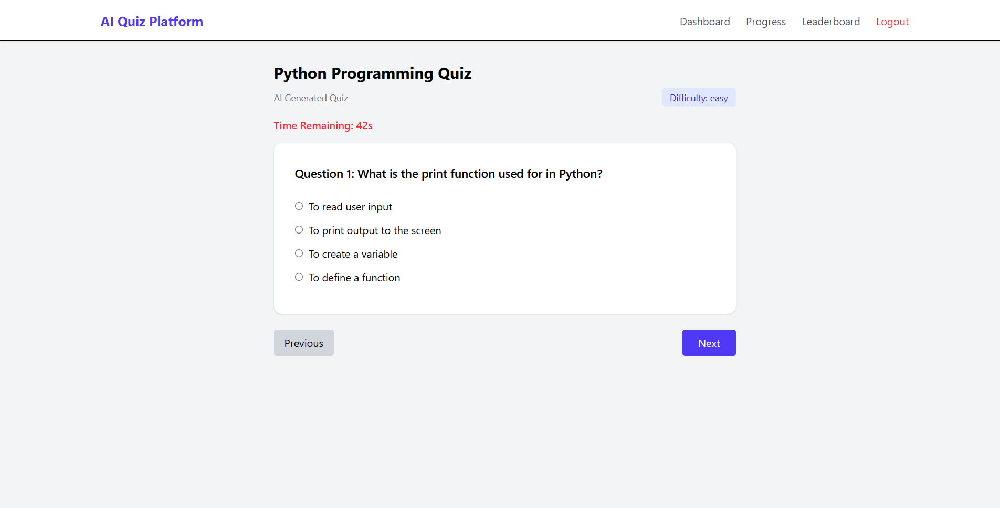 AI Quiz Platform
Dashboard Progress Leaderboard Logout
Python Programming Quiz
AI Generated Quiz
Difficulty: easy
Time Remaining: 42s
Question 1: What is the print function used for in Python?
To read user input
To print output to the screen
To create a variable
To define a function
Previous
Next